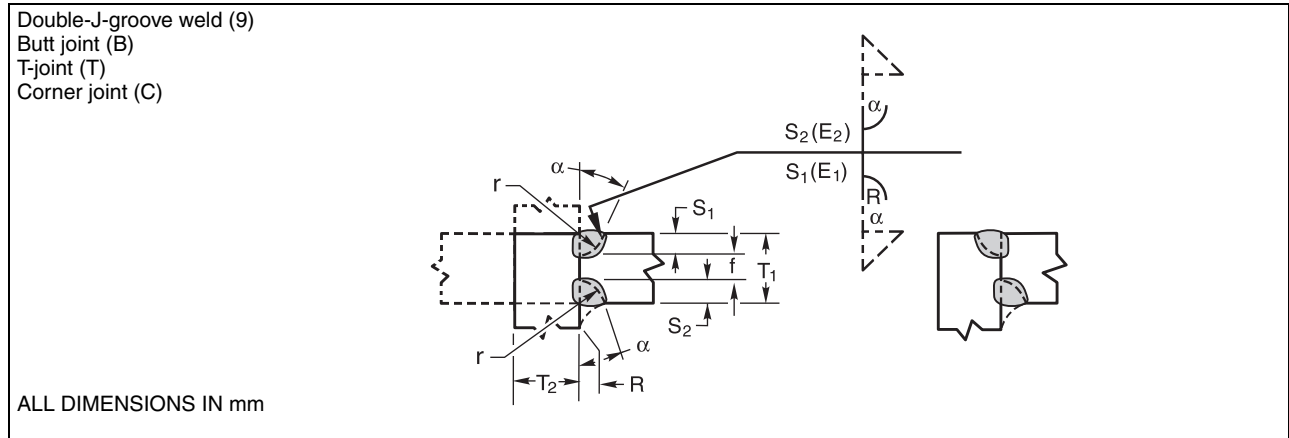 Double-J-groove weld (9)
Butt joint (B)
T-joint (T)
Corner joint (C)
α
S₂(E₂)
S₁(E₁)
α
R
α
r
S₁
f
T₁
S₂
r
α
T₂
R
ALL DIMENSIONS IN mm